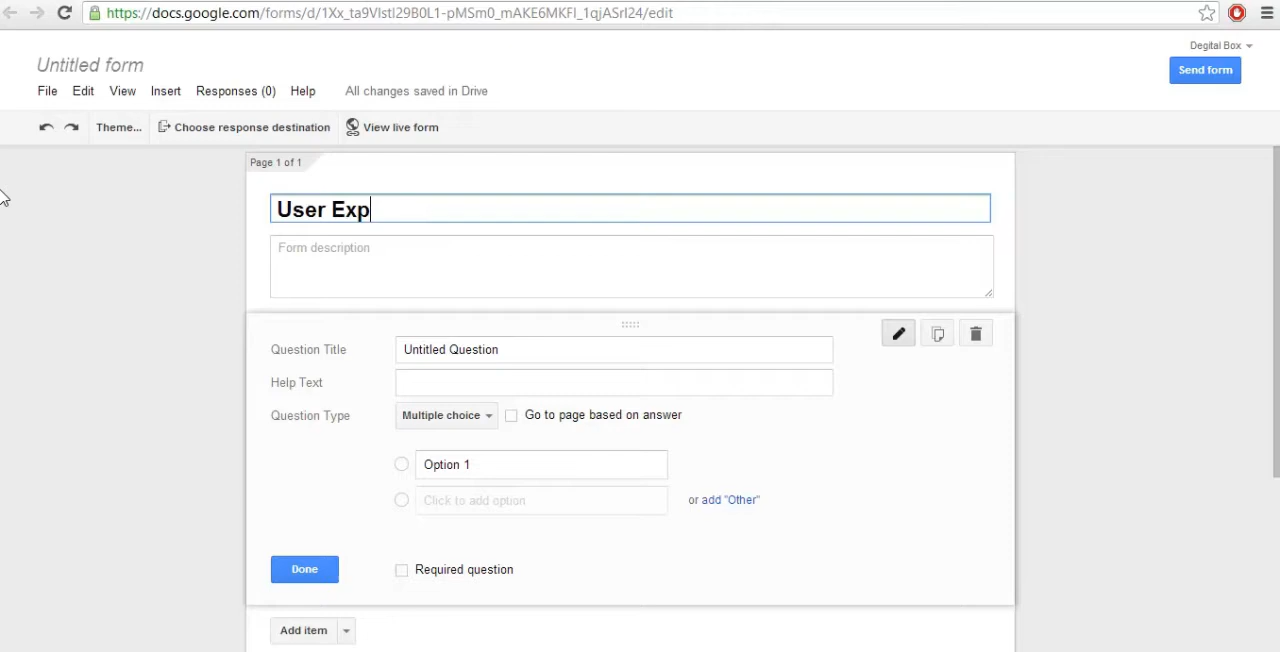 https://docs.google.com/forms/d/1Xx_ta9VIstI29B0L1-pMSm0_mAKE6MKFI_1qjASrI24/edit
Degital Box
Untitled form
Send form
File Edit View Insert Responses (0) Help All changes saved in Drive
Theme... Choose response destination View live form
Page 1 of 1
User Exp
Form description
Question Title Untitled Question
Help Text
Question Type Multiple choice Go to page based on answer
Option 1
Click to add option or add "Other"
Done Required question
Add item